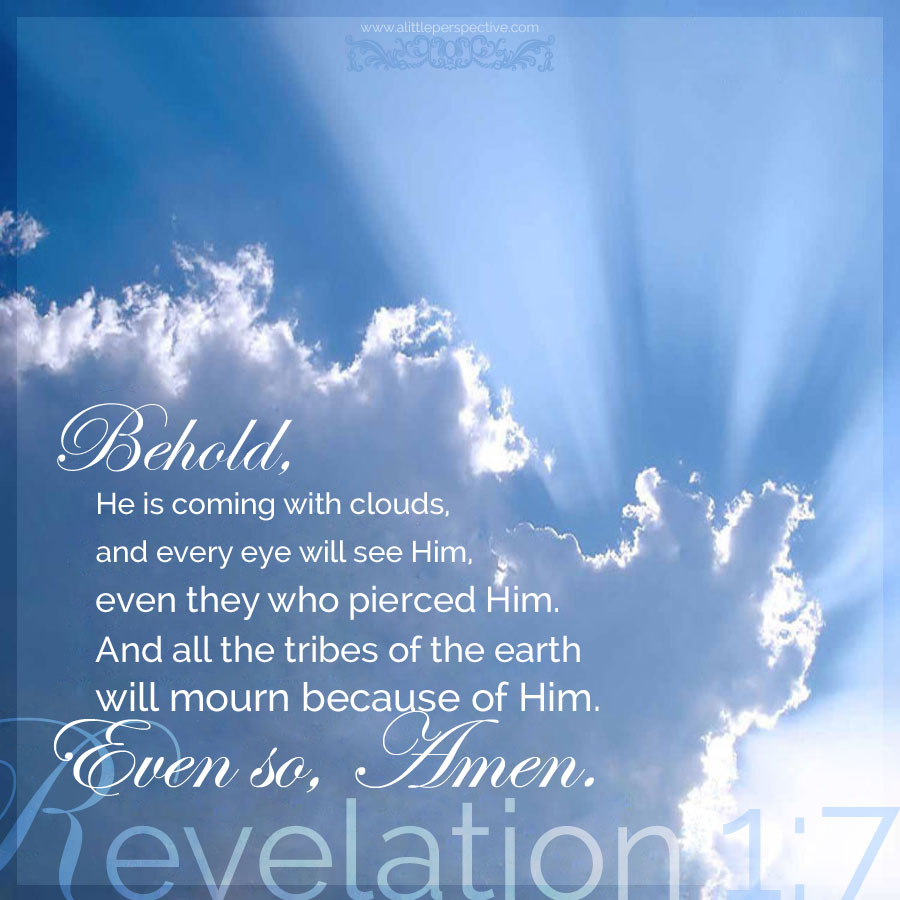 www.alittleperspective.com
Behold,
He is coming with clouds,
and every eye will see Him,
even they who pierced Him.
And all the tribes of the earth
will mourn because of Him.
Even so, Amen.
Revelation 1:7